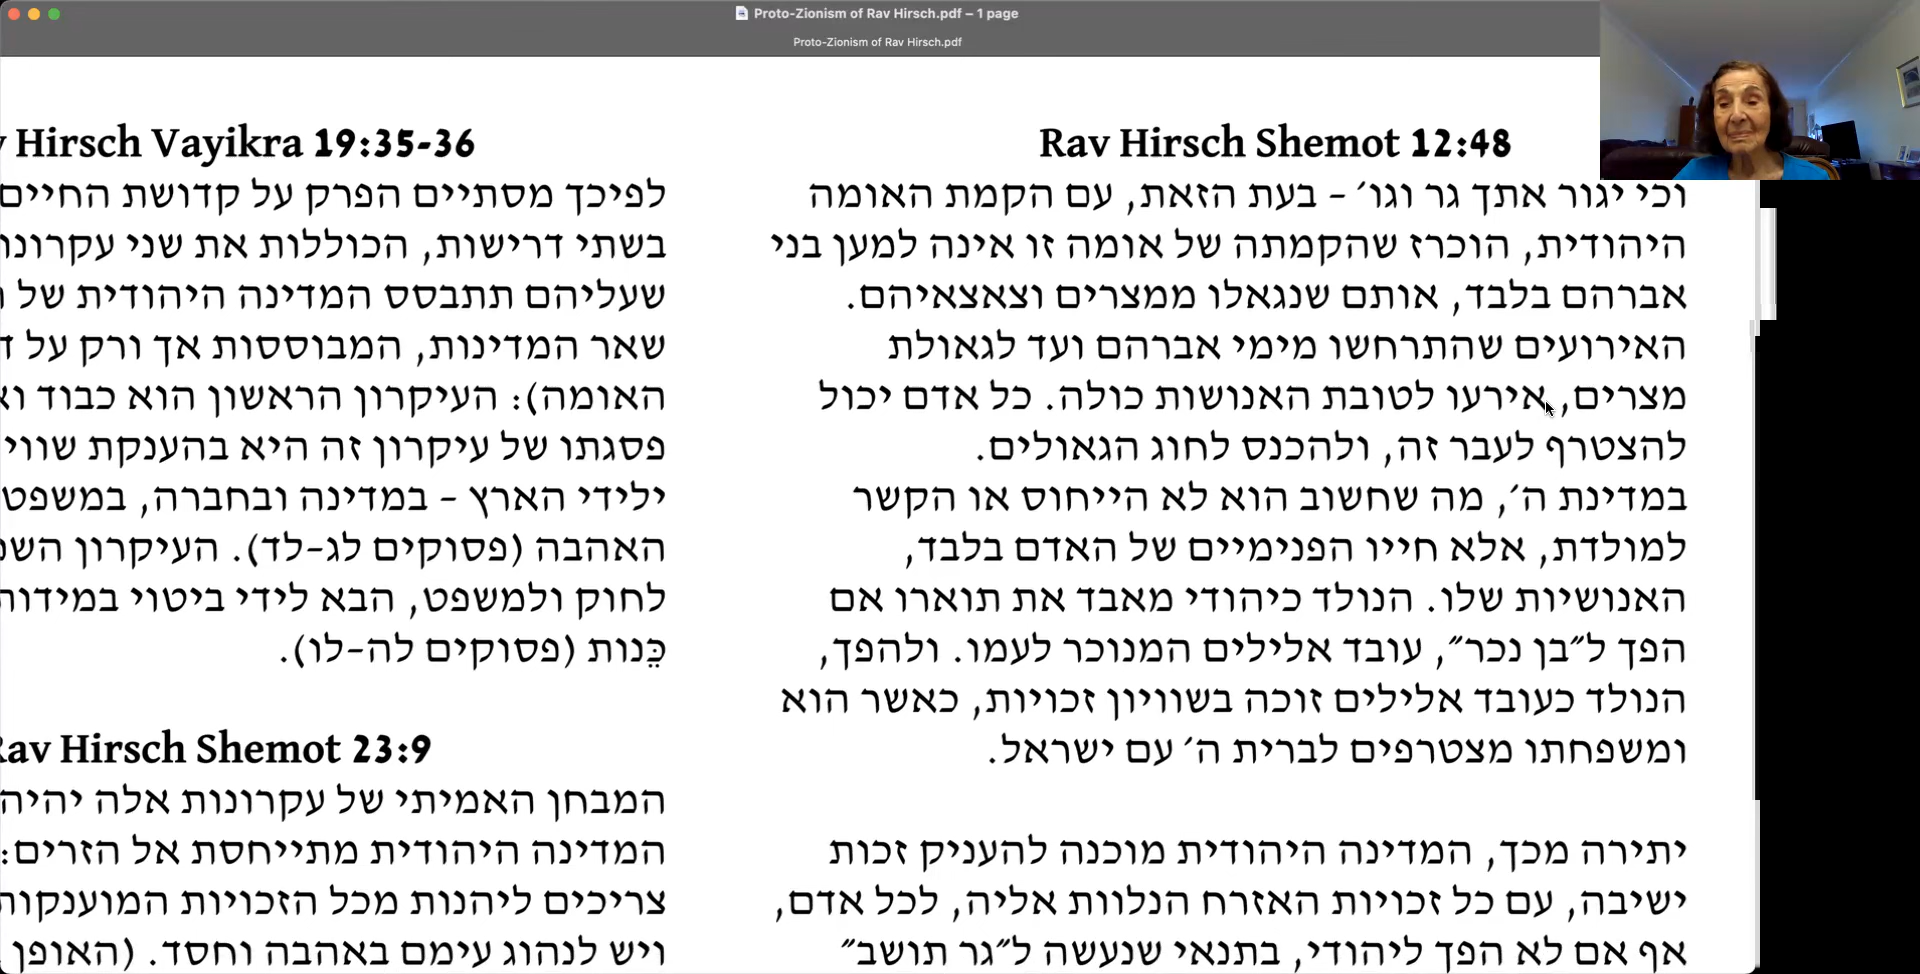 Proto-Zionism of Rav Hirsch.pdf – 1 page
Proto-Zionism of Rav Hirsch.pdf
Rav Hirsch Shemot 12:48
וכי יגור אתך גר וגו׳ - בעת הזאת, עם הקמת האומה
היהודית, הוכרז שהקמתה של אומה זו אינה למען בני
אברהם בלבד, אותם שנגאלו ממצרים וצאצאיהם.
האירועים שהתרחשו מימי אברהם ועד לגאולת
מצרים, אירעו לטובת האנושות כולה. כל אדם יכול
להצטרף לעבר זה, ולהכנס לחוג הגאולים.
במדינת ה׳, מה שחשוב הוא לא הייחוס או הקשר
למולדת, אלא חייו הפנימיים של האדם בלבד,
האנושיות שלו. הנולד כיהודי מאבד את תוארו אם
הפך ל״בן נכר״, עובד אלילים המנוכר לעמו. ולהפך,
הנולד כעובד אלילים זוכה בשוויון זכויות, כאשר הוא
ומשפחתו מצטרפים לברית ה׳ עם ישראל.
יתירה מכך, המדינה היהודית מוכנה להעניק זכות
ישיבה, עם כל זכויות האזרח הנלוות אליה, לכל אדם,
אף אם לא הפך ליהודי, בתנאי שנעשה ל״גר תושב״
Hirsch Vayikra 19:35-36
לפיכך מסתיים הפרק על קדושת החיים
בשתי דרישות, הכוללות את שני
שעליהם תתבסס המדינה היהודית של
שאר המדינות, המבוססות אך ורק על
האומה): העיקרון הראשון הוא כבוד
פסגתו של עיקרון זה היא בהענקת
ילידי הארץ - במדינה ובחברה,
האהבה (פסוקים לג-לד). העיקרון
לחוק ולמשפט, הבא לידי ביטוי
כֵּנות (פסוקים לה-לו).
Rav Hirsch Shemot 23:9
המבחן האמיתי של עקרונות אלה
המדינה היהודית מתייחסת אל הזרים:
צריכים ליהנות מכל הזכויות
ויש לנהוג עימם באהבה וחסד. (האופן